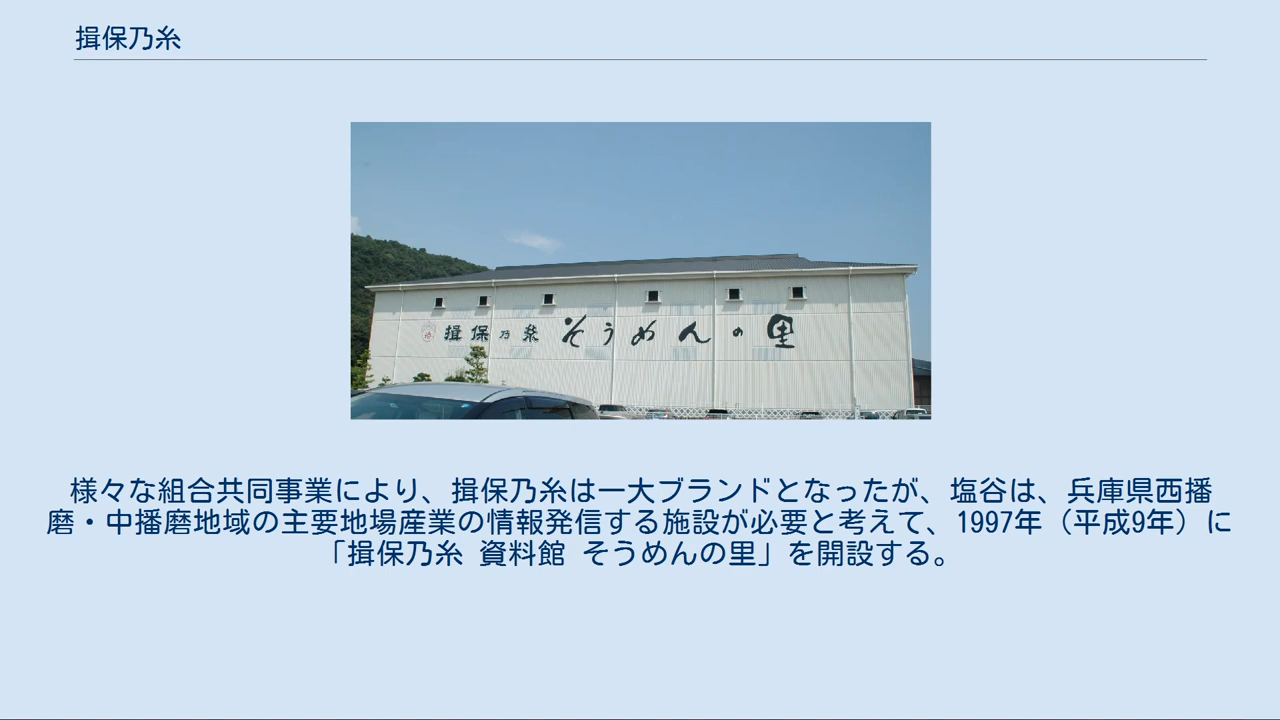 揖保乃糸
揖保乃糸 そうめんの里
様々な組合共同事業により、揖保乃糸は一大ブランドとなったが、塩谷は、兵庫県西播
磨・中播磨地域の主要地場産業の情報発信する施設が必要と考えて、1997年（平成9年）に
「揖保乃糸 資料館 そうめんの里」を開設する。